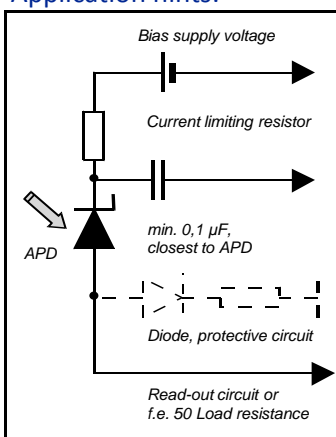 Application hints:
Bias supply voltage
Current limiting resistor
min. 0,1 µF,
closest to APD
APD
Diode, protective circuit
Read-out circuit or
f.e. 50 Load resistance